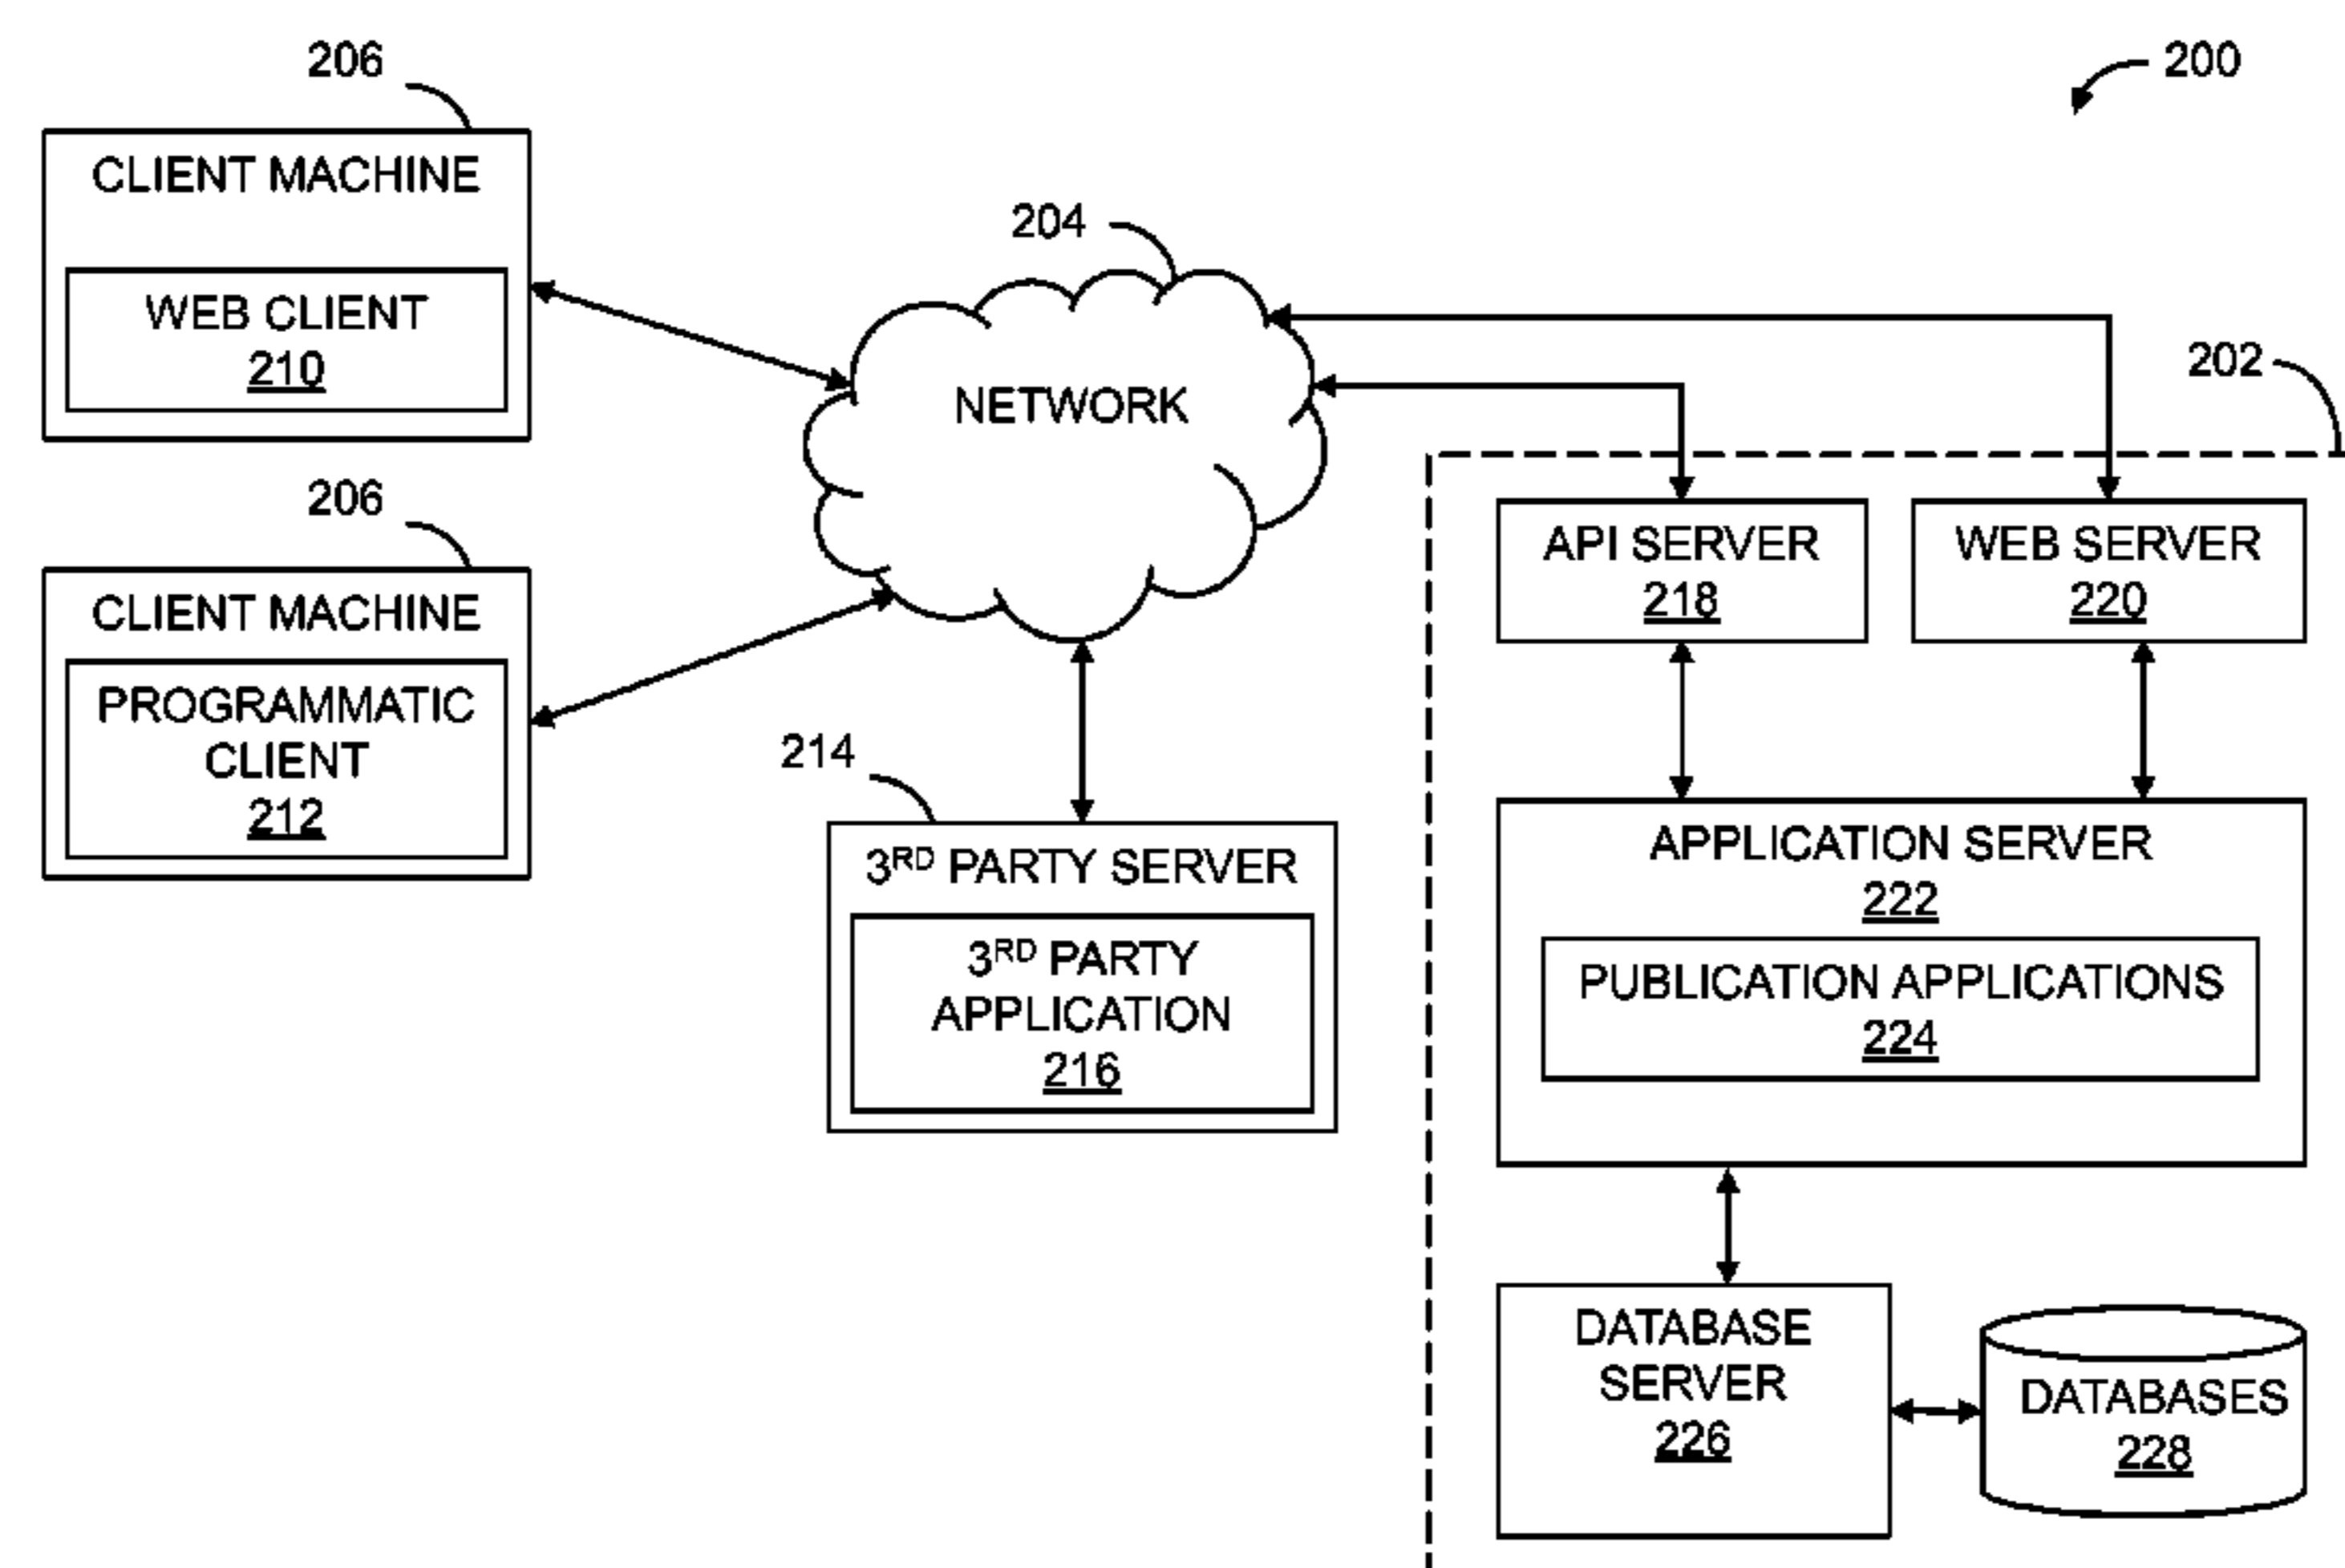 206
200
CLIENT MACHINE
WEB CLIENT
210
204
NETWORK
202
206
CLIENT MACHINE
PROGRAMMATIC
CLIENT
212
214
3RD PARTY SERVER
3RD PARTY
APPLICATION
216
API SERVER
218
WEB SERVER
220
APPLICATION SERVER
222
PUBLICATION APPLICATIONS
224
DATABASE
SERVER
226
DATABASES
228